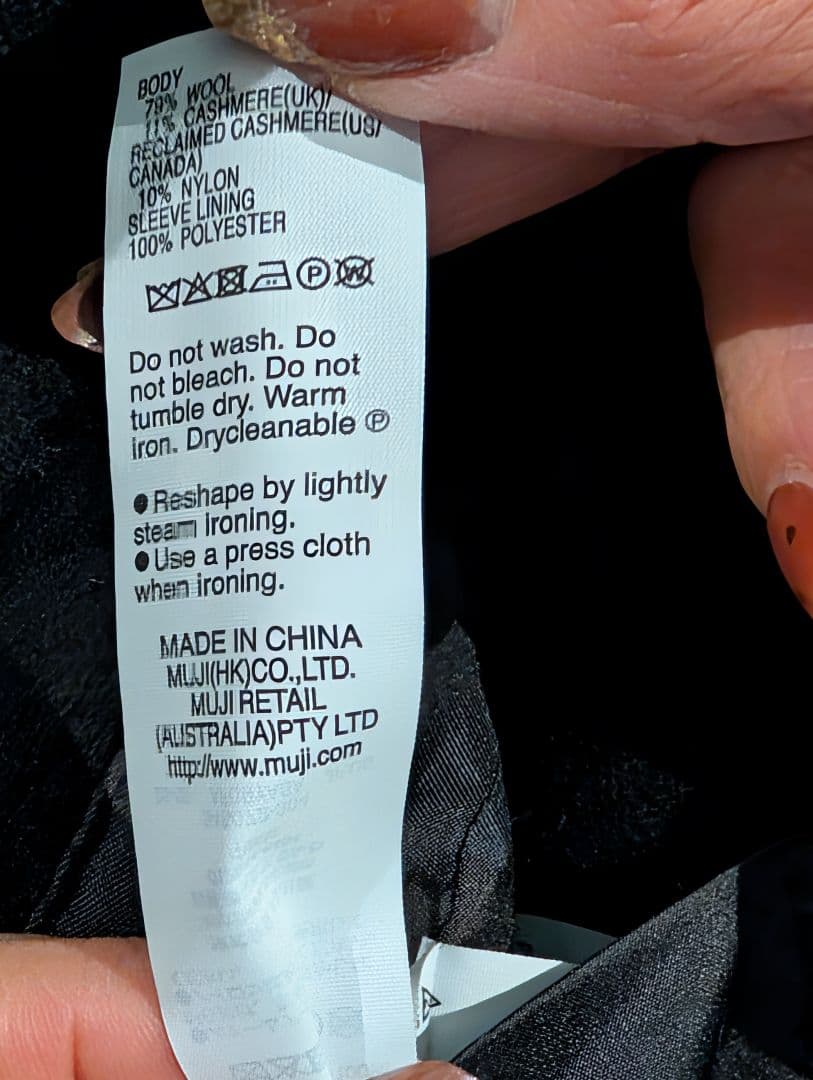 BODY
79% WOOL
11% CASHMERE(UK)/
RECLAIMED CASHMERE(US/
CANADA)
10% NYLON
SLEEVE LINING
100% POLYESTER
P W
Do not wash. Do
not bleach. Do not
tumble dry. Warm
iron. Drycleanable Ⓟ
● Reshape by lightly
steam ironing.
● Use a press cloth
when ironing.
MADE IN CHINA
MUJI(HK)CO.,LTD.
MUJI RETAIL
(AUSTRALIA)PTY LTD
http://www.muji.com